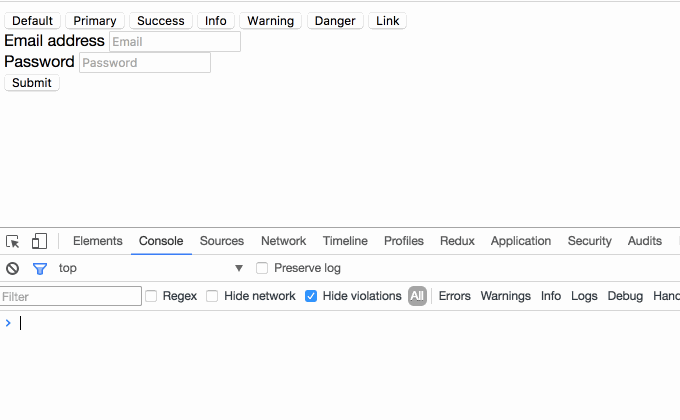 Default Primary Success Info Warning Danger Link
Email address Email
Password Password
Submit
Elements Console Sources Network Timeline Profiles Redux Application Security Audits
top Preserve log
Filter Regex Hide network Hide violations All Errors Warnings Info Logs Debug Hand